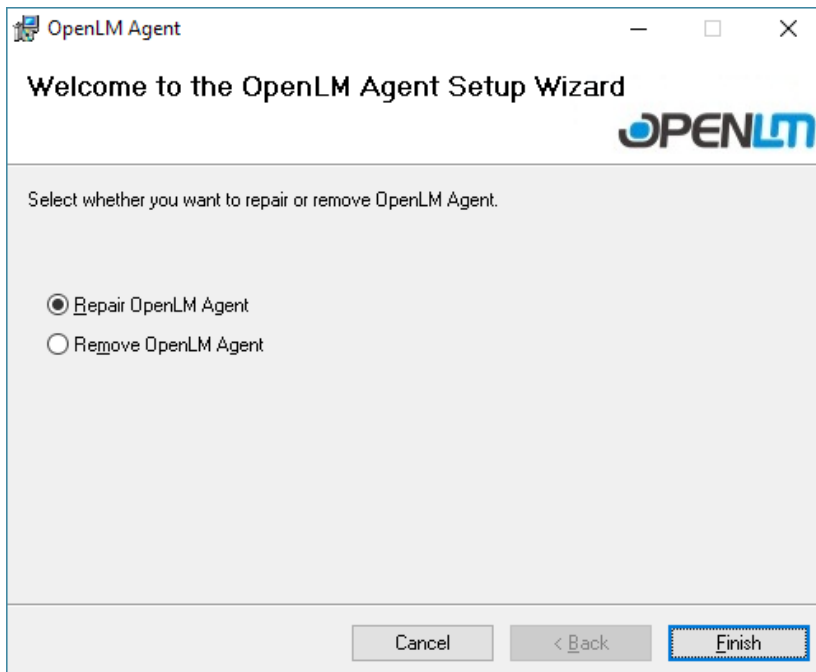 OpenLM Agent
Welcome to the OpenLM Agent Setup Wizard
OPENLM
Select whether you want to repair or remove OpenLM Agent.
Repair OpenLM Agent
Remove OpenLM Agent
Cancel
< Back
Finish